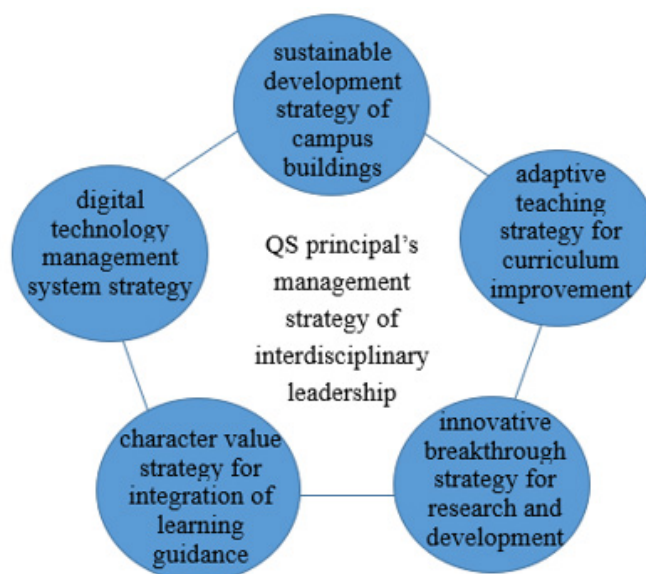 sustainable
development
strategy of
campus
buildings
digital
technology
management
system strategy
adaptive
teaching
strategy for
curriculum
improvement
QS principal's
management
strategy of
interdisciplinary
leadership
character value
strategy for
integration of
learning
guidance
innovative
breakthrough
strategy for
research and
development